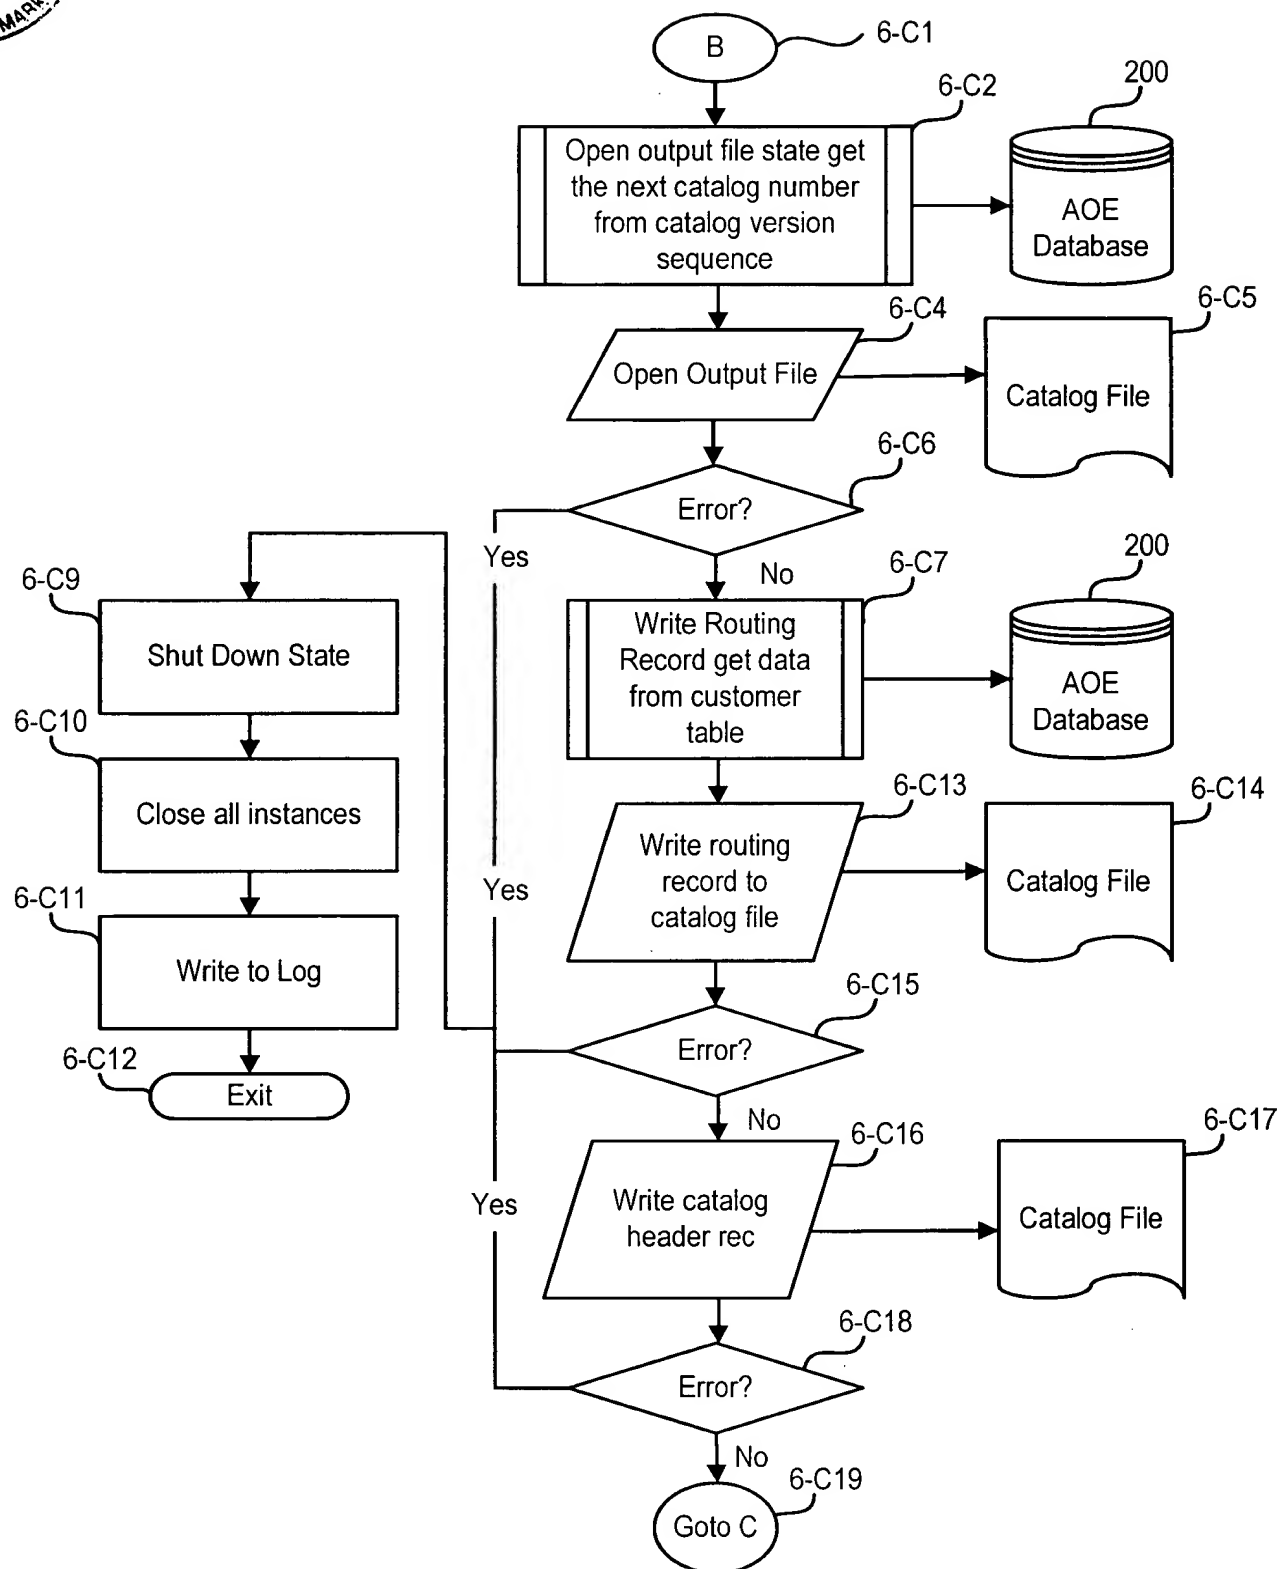 MARK
B
6-C1
6-C2
200
Open output file state get
the next catalog number
from catalog version
sequence
AOE
Database
6-C4
6-C5
Open Output File
Catalog File
6-C6
Error?
Yes
No
6-C7
200
6-C9
Shut Down State
Write Routing
Record get data
from customer
table
AOE
Database
6-C10
Close all instances
6-C13
6-C14
Write routing
record to
catalog file
Catalog File
Yes
6-C11
Write to Log
6-C15
Error?
6-C12
Exit
No
6-C16
6-C17
Yes
Write catalog
header rec
Catalog File
6-C18
Error?
No
6-C19
Goto C